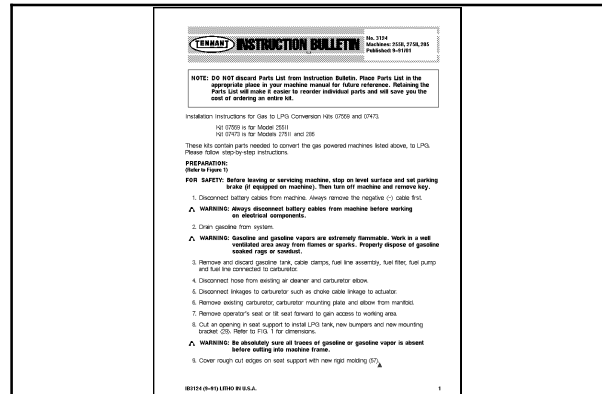 TENNANT INSTRUCTION BULLETIN
No. 3124
Machines: 255II, 275II, 285
Published: 9-91/01
NOTE: DO NOT discard Parts List from Instruction Bulletin. Place Parts List in the
appropriate place in your machine manual for future reference. Retaining the
Parts List will make it easier to reorder individual parts and will save you the
cost of ordering an entire kit.
Installation Instructions for Gas to LPG Conversion Kits 07559 and 07473.
Kit 07559 is for Model 255II
Kit 07473 is for Models 275II and 285
These kits contain parts needed to convert the gas powered machines listed above, to LPG.
Please follow step-by-step instructions.
PREPARATION:
(Refer to Figure 1)
FOR SAFETY: Before leaving or servicing machine, stop on level surface and set parking
brake (if equipped on machine). Then turn off machine and remove key.
1. Disconnect battery cables from machine. Always remove the negative (-) cable first.
WARNING: Always disconnect battery cables from machine before working
on electrical components.
2. Drain gasoline from system.
WARNING: Gasoline and gasoline vapors are extremely flammable. Work in a well
ventilated area away from flames or sparks. Properly dispose of gasoline
soaked rags or sawdust.
3. Remove and discard gasoline tank, cable clamps, fuel line assembly, fuel filter, fuel pump
and fuel line connected to carburetor.
4. Disconnect hose from existing air cleaner and carburetor elbow.
5. Disconnect linkages to carburetor such as choke cable linkage to actuator.
6. Remove existing carburetor, carburetor mounting plate and elbow from manifold.
7. Remove operator's seat or tilt seat forward to gain access to working area.
8. Cut an opening in seat support to install LPG tank, new bumpers and new mounting
bracket (29). Refer to FIG. 1 for dimensions.
WARNING: Be absolutely sure all traces of gasoline or gasoline vapor is absent
before cutting into machine frame.
9. Cover rough cut edges on seat support with new rigid molding (57).
IB3124 (9-91) LITHO IN U.S.A. 1